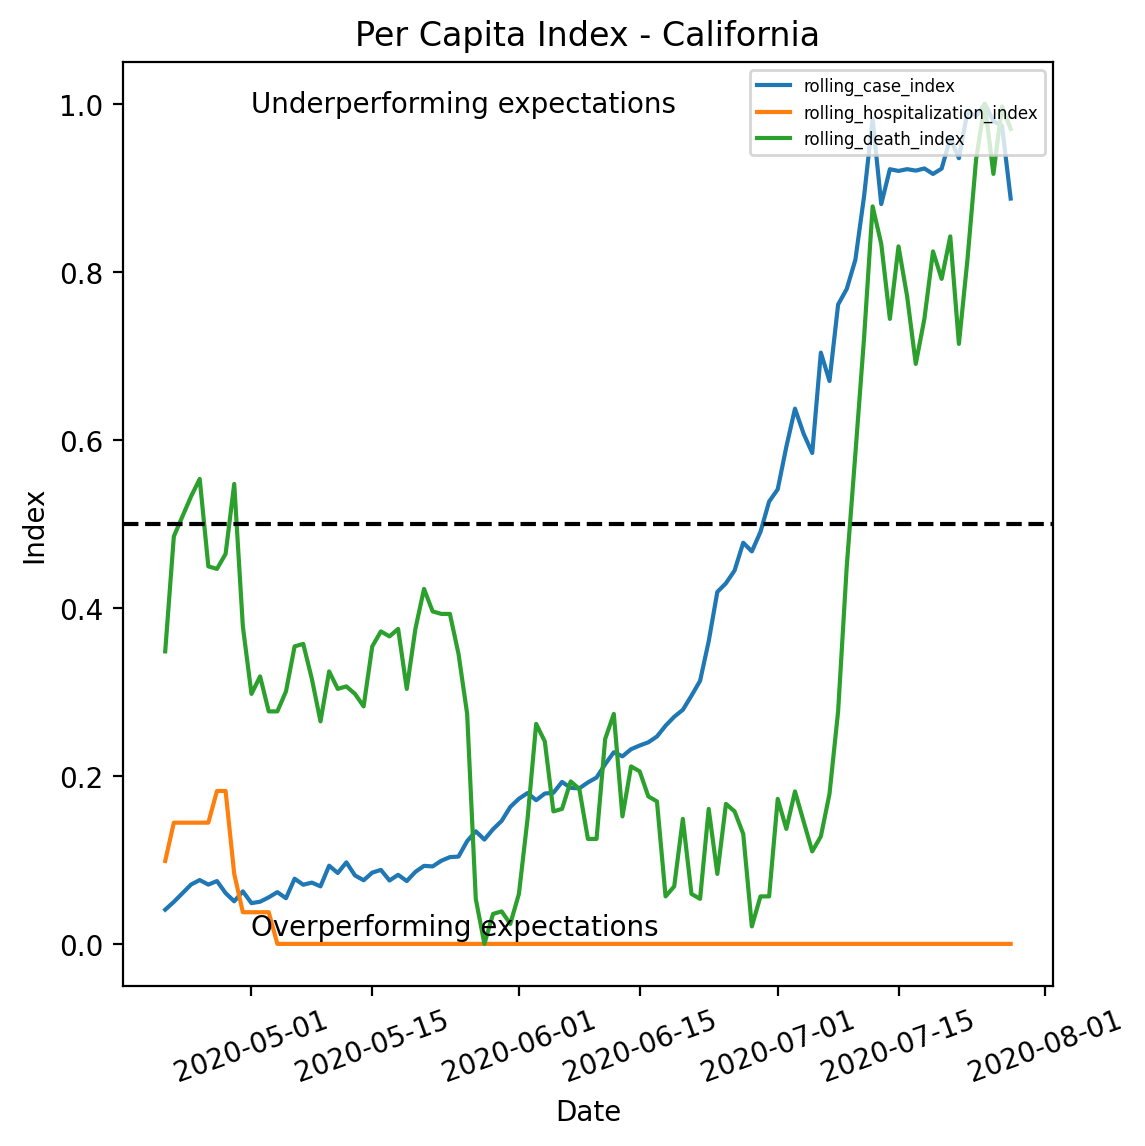 Per Capita Index - California
Underperforming expectations
rolling_case_index
rolling_hospitalization_index
rolling_death_index
1.0
0.8
0.6
0.4
0.2
0.0
Index
Overperforming expectations
2020-05-01
2020-05-15
2020-06-01
2020-06-15
2020-07-01
2020-07-15
2020-08-01
Date